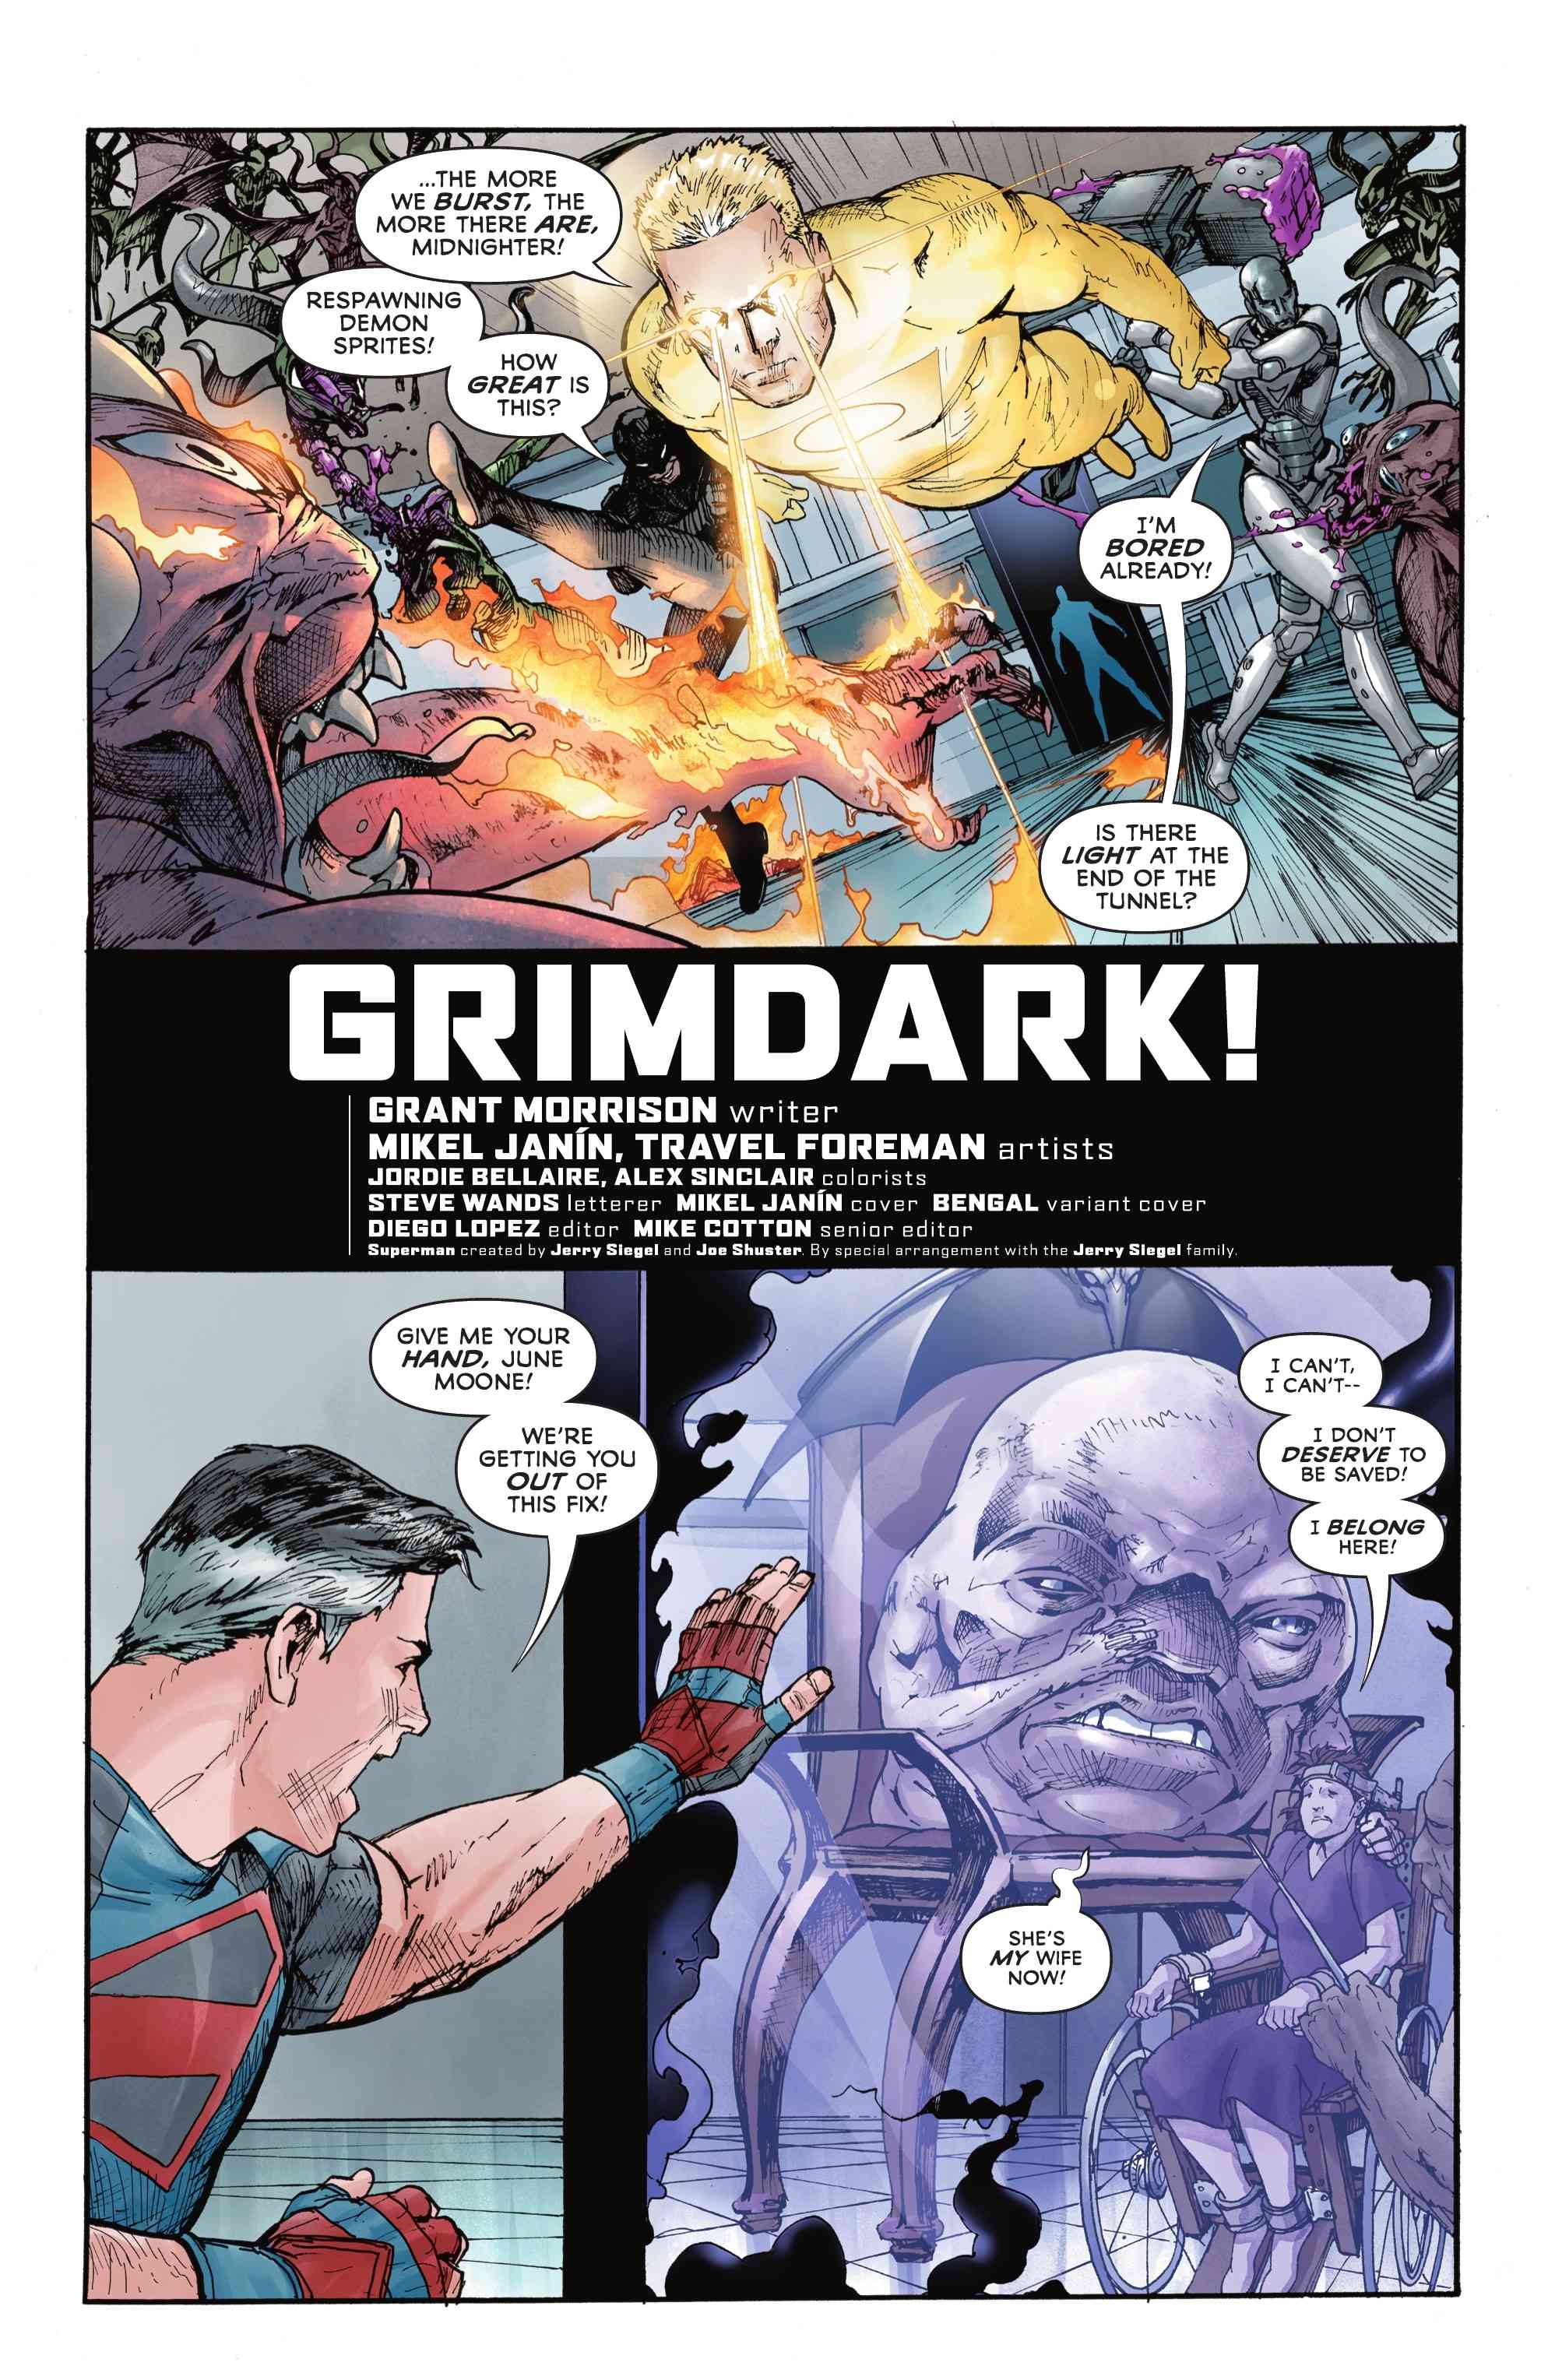 ...THE MORE
WE BURST, THE
MORE THERE ARE,
MIDNIGHTER!
RESPAWNING
DEMON
SPRITES!
HOW
GREAT IS
THIS?
I'M
BORED
ALREADY!
IS THERE
LIGHT AT THE
END OF THE
TUNNEL?
GRIMDARK!
GRANT MORRISON writer
MIKEL JANÍN, TRAVEL FOREMAN artists
JORDIE BELLAIRE, ALEX SINCLAIR colorists
STEVE WANDS letterer MIKEL JANÍN cover BENGAL variant cover
DIEGO LOPEZ editor MIKE COTTON senior editor
Superman created by Jerry Siegel and Joe Shuster. By special arrangement with the Jerry Siegel family.
GIVE ME YOUR
HAND, JUNE
MOONE!
WE'RE
GETTING YOU
OUT OF
THIS FIX!
I CAN'T,
I CAN'T--
I DON'T
DESERVE TO
BE SAVED!
I BELONG
HERE!
SHE'S
MY WIFE
NOW!